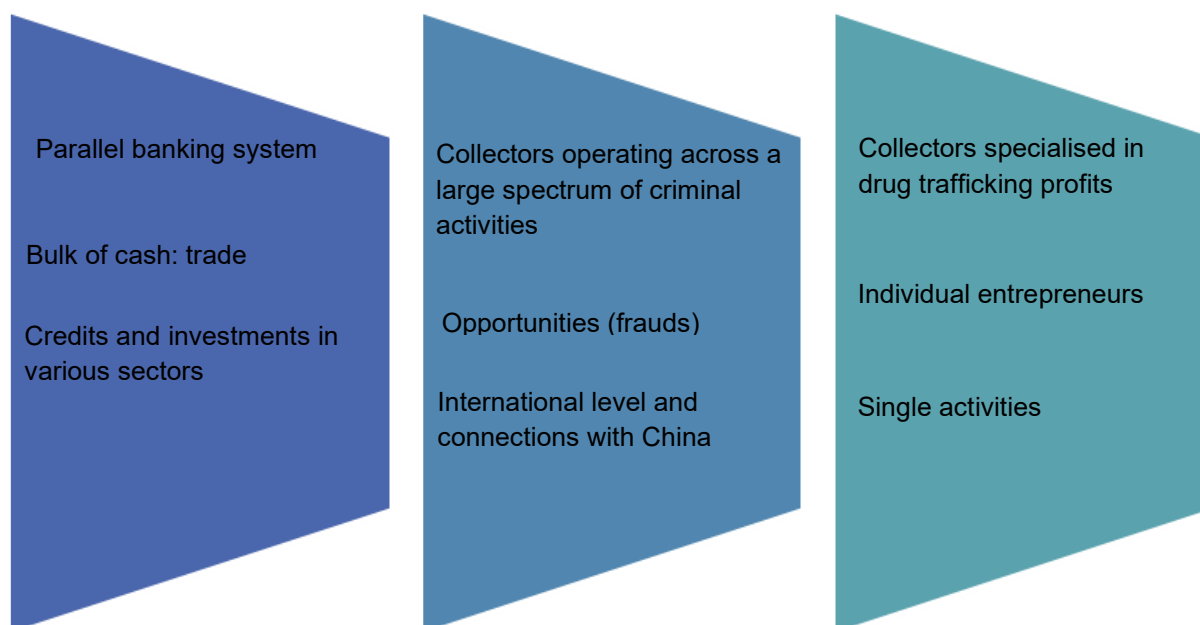 Parallel banking system
Bulk of cash: trade
Credits and investments in
various sectors
Collectors operating across a
large spectrum of criminal
activities
Opportunities (frauds)
International level and
connections with China
Collectors specialised in
drug trafficking profits
Individual entrepreneurs
Single activities